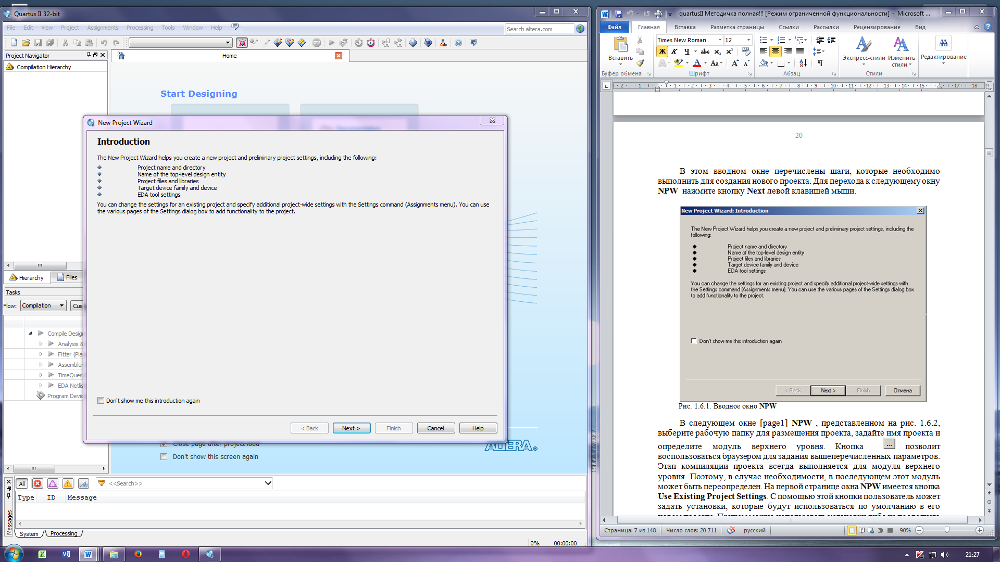 Quartus II 32-bit
File Edit View Project Assignments Processing Tools Window Help
Search altera.com
Project Navigator
Home
Compilation Hierarchy
Start Designing
New Project Wizard
Introduction
The New Project Wizard helps you create a new project and preliminary project settings, including the following:
Project name and directory
Name of the top-level design entity
Project files and libraries
Target device family and device
EDA tool settings
You can change the settings for an existing project and specify additional project-wide settings with the Settings command (Assignments menu). You can use
the various pages of the Settings dialog box to add functionality to the project.
Don't show me this introduction again
< Back Next > Finish Cancel Help
Hierarchy Files
Tasks
Flow: Compilation Cus
Compile Desig
Analysis &
Fitter (Pla
Assembler
TimeQues
EDA Netlis
Program Devic
Close page after project load
Don't show this screen again
ALTERA®
All <<Search>>
Type ID Message
Messages
System Processing
0% 00:00:00
quartusII Методичка полная!!! [Режим ограниченной функциональности] - Microsoft ...
Файл Главная Вставка Разметка страницы Ссылки Рассылки Рецензирование Вид
Times New Roman 12
Вставить
Экспресс-стили Изменить стили
Редактирование
Буфер обмена Шрифт Абзац Стили
20
В этом вводном окне перечислены шаги, которые необходимо
выполнить для создания нового проекта. Для перехода к следующему окну
NPW нажмите кнопку Next левой клавишей мыши.
New Project Wizard: Introduction
The New Project Wizard helps you create a new project and preliminary project settings, including the
following:
Project name and directory
Name of the top-level design entity
Project files and libraries
Target device family and device
EDA tool settings
You can change the settings for an existing project and specify additional project-wide settings with
the Settings command (Assignments menu). You can use the various pages of the Settings dialog box
to add functionality to the project.
Don't show me this introduction again
< Back Next > Finish Отмена
Рис. 1.6.1. Вводное окно NPW
В следующем окне [page1] NPW , представленном на рис. 1.6.2,
выберите рабочую папку для размещения проекта, задайте имя проекта и
определите модуль верхнего уровня. Кнопка ... позволит
воспользоваться браузером для задания вышеперечисленных параметров.
Этап компиляции проекта всегда выполняется для модуля верхнего
уровня. Поэтому, в случае необходимости, в последующем этот модуль
может быть переопределен. На первой странице окна NPW имеется кнопка
Use Existing Project Settings. С помощью этой кнопки пользователь может
задать установки, которые будут использоваться по умолчанию в его
Страница: 7 из 148 Число слов: 20 711 русский 90%
21:27